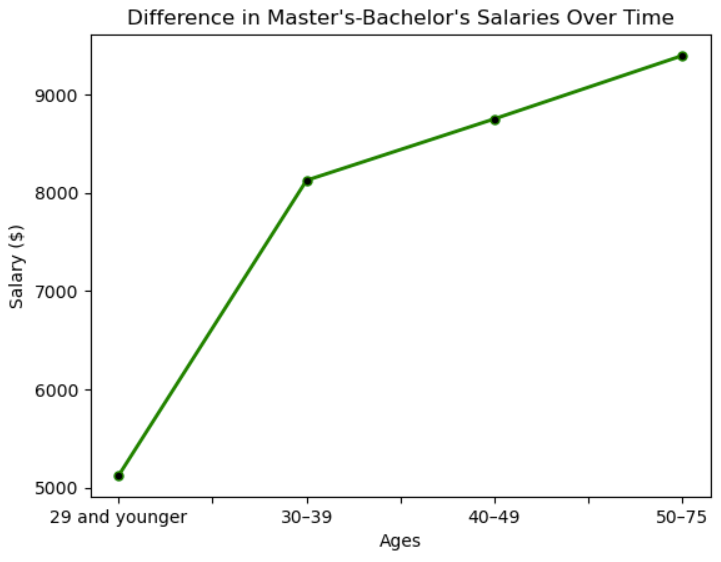 Difference in Master's-Bachelor's Salaries Over Time
Salary ($)
9000
8000
7000
6000
5000
29 and younger 30–39 40–49 50–75
Ages